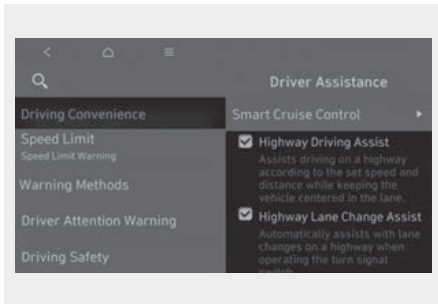 Driver Assistance
Driving Convenience
Speed Limit
Speed Limit Warning
Warning Methods
Driver Attention Warning
Driving Safety
Smart Cruise Control
Highway Driving Assist
Assists driving on a highway
according to the set speed and
distance while keeping the
vehicle centered in the lane.
Highway Lane Change Assist
Automatically assists with lane
changes on a highway when
operating the turn signal
switch.